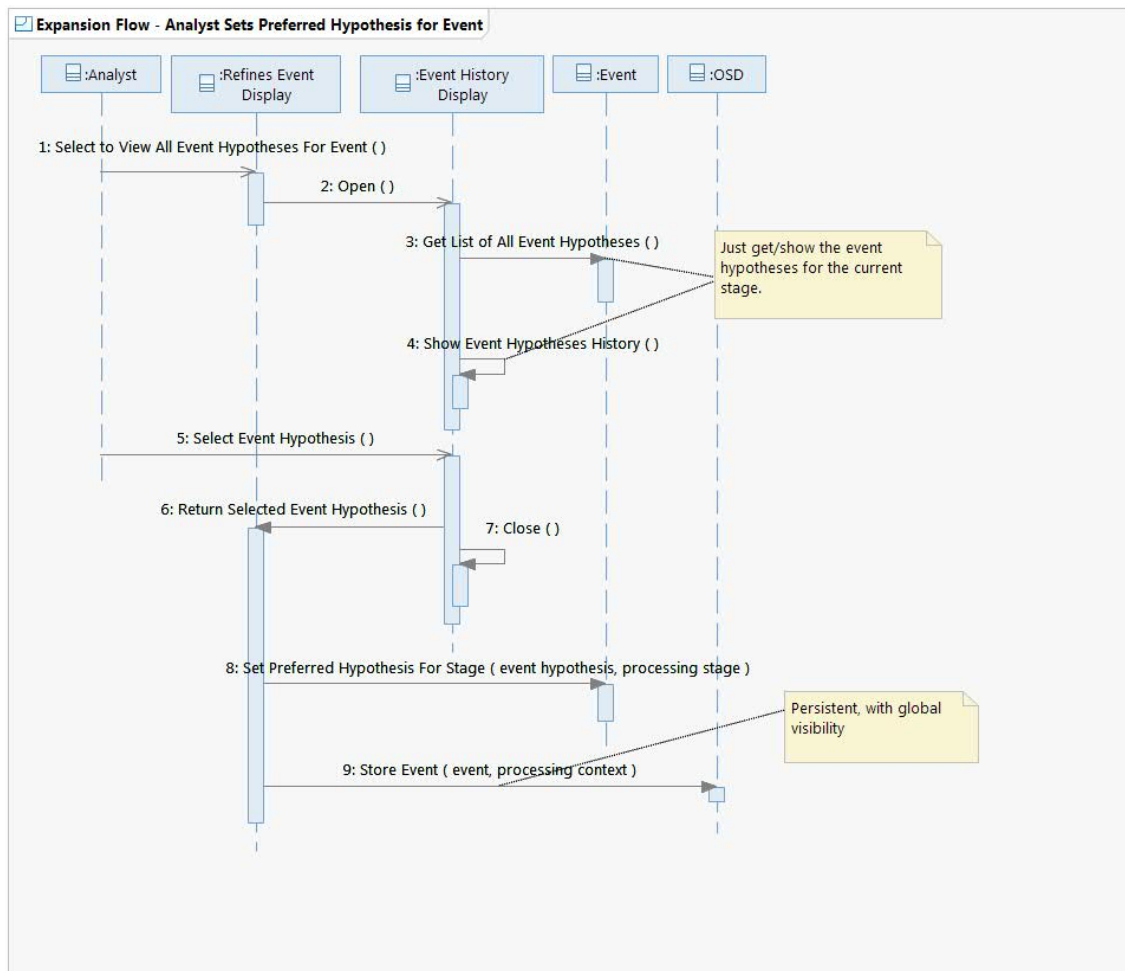 Expansion Flow - Analyst Sets Preferred Hypothesis for Event
:Analyst
:Refines Event
Display
:Event History
Display
:Event
:OSD
1: Select to View All Event Hypotheses For Event ( )
2: Open ( )
3: Get List of All Event Hypotheses ( )
Just get/show the event
hypotheses for the current
stage.
4: Show Event Hypotheses History ( )
5: Select Event Hypothesis ( )
6: Return Selected Event Hypothesis ( )
7: Close ( )
8: Set Preferred Hypothesis For Stage ( event hypothesis, processing stage )
Persistent, with global
visibility
9: Store Event ( event, processing context )